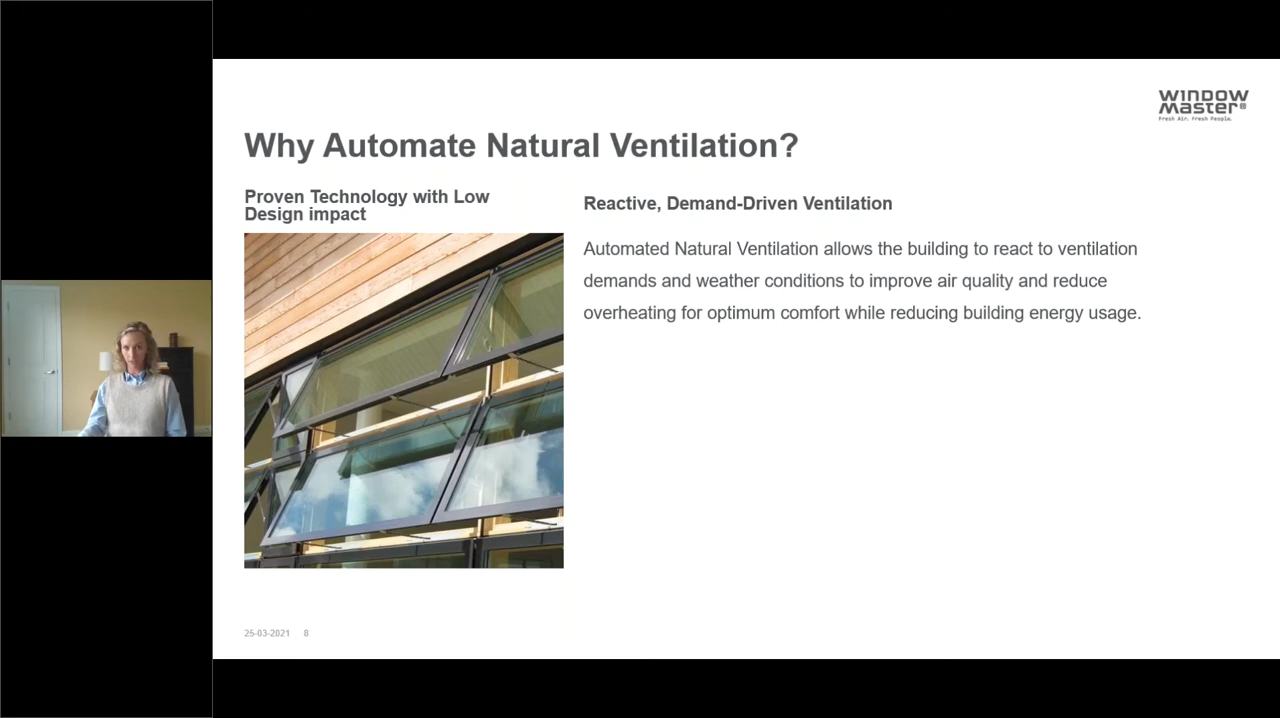 WINDOW
MASTER®
Fresh Air. Fresh People.
Why Automate Natural Ventilation?
Proven Technology with Low
Design impact
Reactive, Demand-Driven Ventilation
Automated Natural Ventilation allows the building to react to ventilation
demands and weather conditions to improve air quality and reduce
overheating for optimum comfort while reducing building energy usage.
25-03-2021 8